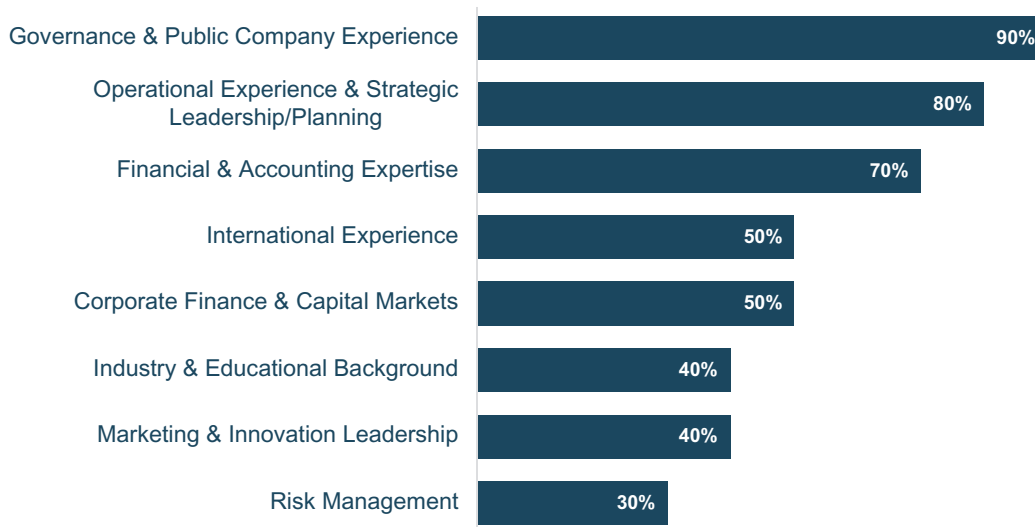 Governance & Public Company Experience
90%
Operational Experience & Strategic
Leadership/Planning
80%
Financial & Accounting Expertise
70%
International Experience
50%
Corporate Finance & Capital Markets
50%
Industry & Educational Background
40%
Marketing & Innovation Leadership
40%
Risk Management
30%